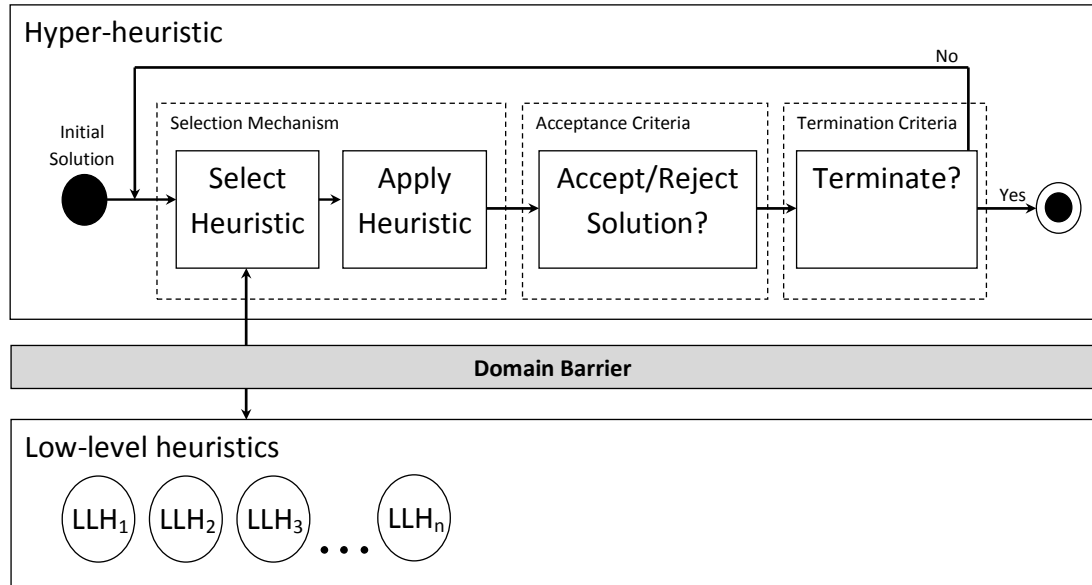 Hyper-heuristic
No
Initial
Solution
Selection Mechanism
Acceptance Criteria
Termination Criteria
Select
Heuristic
Apply
Heuristic
Accept/Reject
Solution?
Terminate?
Yes
Domain Barrier
Low-level heuristics
LLH₁ LLH₂ LLH₃ ... LLHₙ